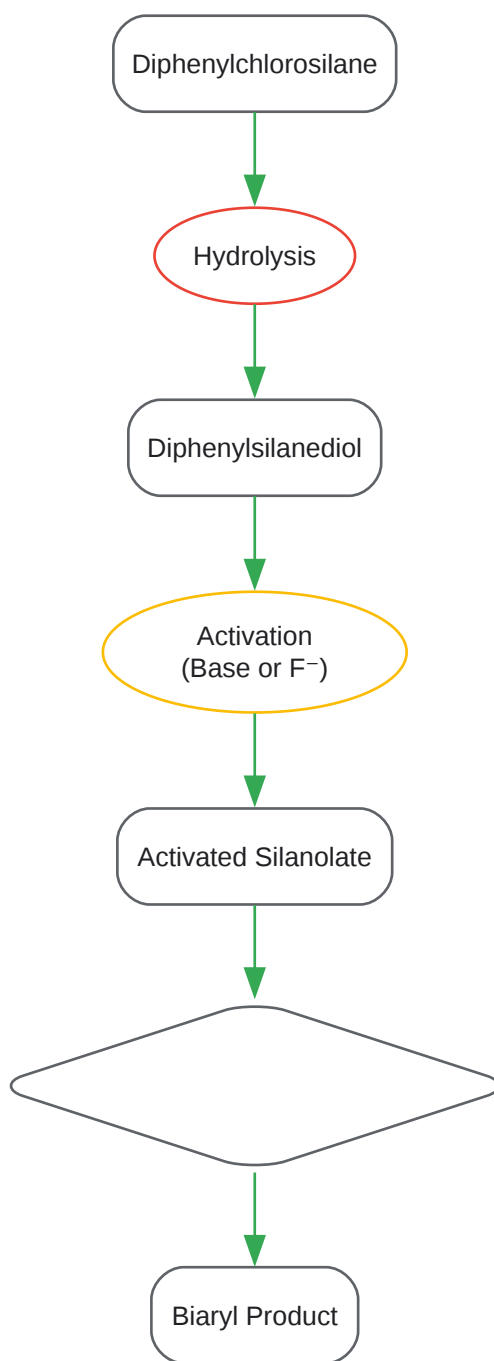 Diphenylchlorosilane
Hydrolysis
Diphenylsilanediol
Activation
(Base or F⁻)
Activated Silanolate
Biaryl Product